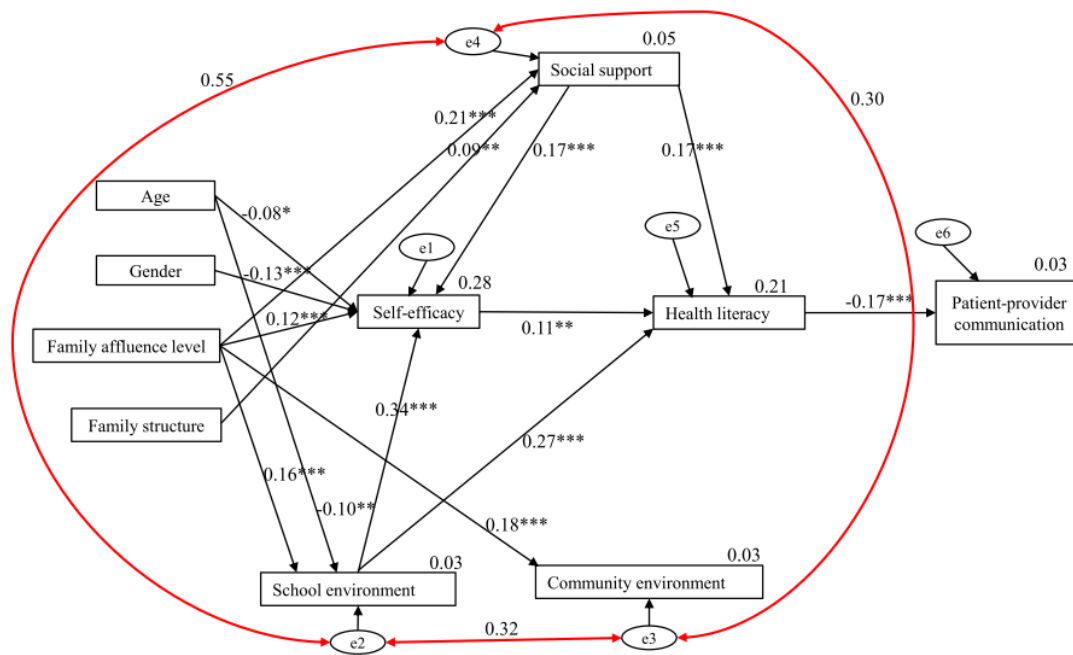 e4
0.05
Social support
0.55
0.30
0.21***
0.09**
0.17***
0.17***
Age
-0.08*
e5
e6
e1
Gender
-0.13***
0.28
0.21
0.03
Self-efficacy
Health literacy
-0.17***
Patient-provider
communication
0.12***
0.11**
Family affluence level
Family structure
0.34***
0.27***
0.16***
-0.10**
0.18***
0.03
0.03
School environment
Community environment
0.32
e2
e3